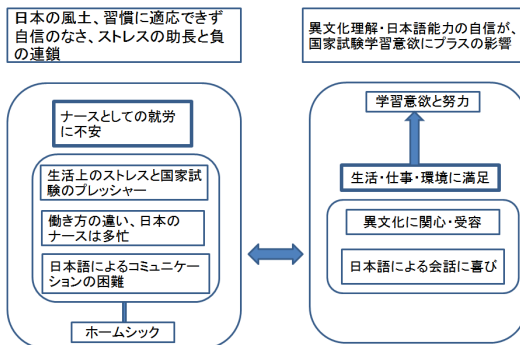 日本の風土、習慣に適応できず
自信のなさ、ストレスの助長と負
の連鎖
ナースとしての就労
に不安
生活上のストレスと国家試
験のプレッシャー
働き方の違い、日本の
ナースは多忙
日本語によるコミュニケー
ションの困難
ホームシック
異文化理解・日本語能力の自信が、
国家試験学習意欲にプラスの影響
学習意欲と努力
生活・仕事・環境に満足
異文化に関心・受容
日本語による会話に喜び